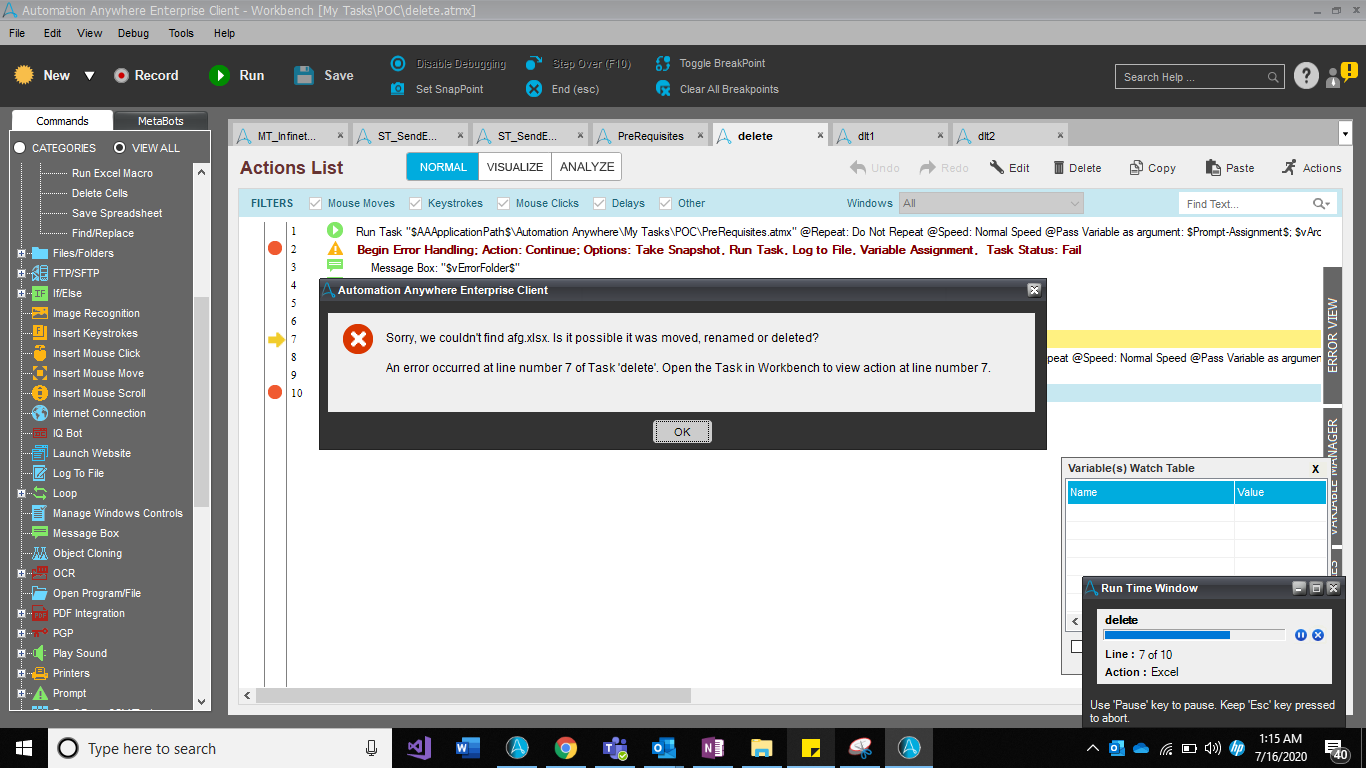 Automation Anywhere Enterprise Client - Workbench [My Tasks\POC\delete.atmx]
File Edit View Debug Tools Help
New Record Run Save
Disable Debugging Step Over (F10) Toggle BreakPoint
Set SnapPoint End (esc) Clear All Breakpoints
Search Help ...
Commands MetaBots
CATEGORIES VIEW ALL
Run Excel Macro
Delete Cells
Save Spreadsheet
Find/Replace
Files/Folders
FTP/SFTP
If/Else
Image Recognition
Insert Keystrokes
Insert Mouse Click
Insert Mouse Move
Insert Mouse Scroll
Internet Connection
IQ Bot
Launch Website
Log To File
Loop
Manage Windows Controls
Message Box
Object Cloning
OCR
Open Program/File
PDF Integration
PGP
Play Sound
Printers
Prompt
MT_Infinet... ST_SendE... ST_SendE... PreRequisites delete dlt1 dlt2
Actions List NORMAL VISUALIZE ANALYZE Undo Redo Edit Delete Copy Paste Actions
FILTERS Mouse Moves Keystrokes Mouse Clicks Delays Other Windows All Find Text...
1 Run Task "$AAApplicationPath$\Automation Anywhere\My Tasks\POC\PreRequisites.atmx" @Repeat: Do Not Repeat @Speed: Normal Speed @Pass Variable as argument: $Prompt-Assignment$; $vArc
2 Begin Error Handling; Action: Continue; Options: Take Snapshot, Run Task, Log to File, Variable Assignment, Task Status: Fail
3 Message Box: "$vErrorFolder$"
4
5
6
7
8 peat @Speed: Normal Speed @Pass Variable as argumen
9
10
Automation Anywhere Enterprise Client
Sorry, we couldn't find afg.xlsx. Is it possible it was moved, renamed or deleted?
An error occurred at line number 7 of Task 'delete'. Open the Task in Workbench to view action at line number 7.
OK
ERROR VIEW
VARIABLE MANAGER
Variable(s) Watch Table X
Name Value
Run Time Window
delete
Line : 7 of 10
Action : Excel
Use 'Pause' key to pause. Keep 'Esc' key pressed
to abort.
Type here to search
1:15 AM
7/16/2020
40